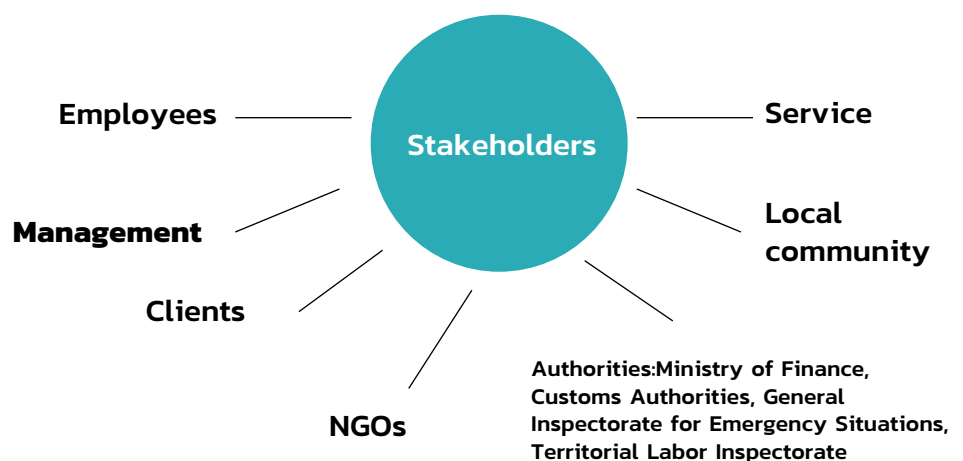 Stakeholders
Employees
Management
Clients
NGOs
Authorities:Ministry of Finance,
Customs Authorities, General
Inspectorate for Emergency Situations,
Territorial Labor Inspectorate
Local
community
Service